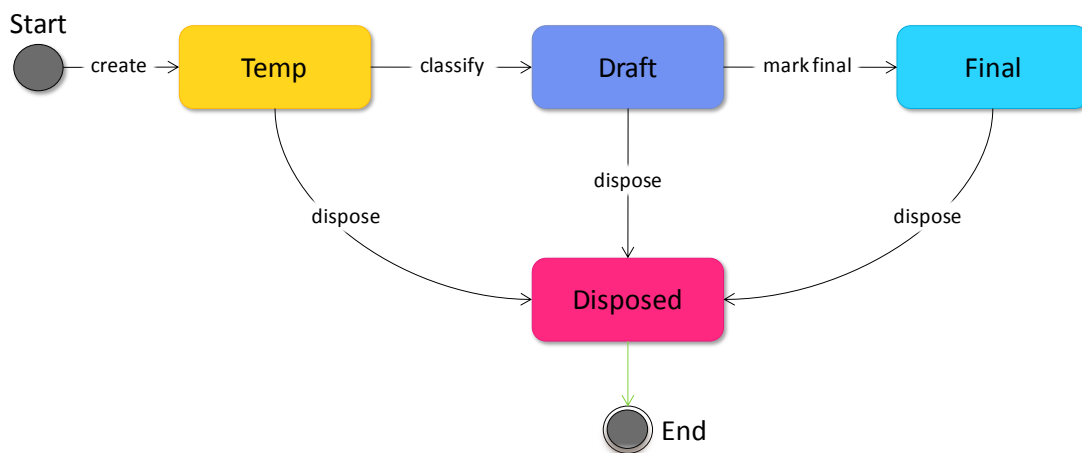 Start
create
Temp
classify
Draft
mark final
Final
dispose
dispose
dispose
Disposed
End